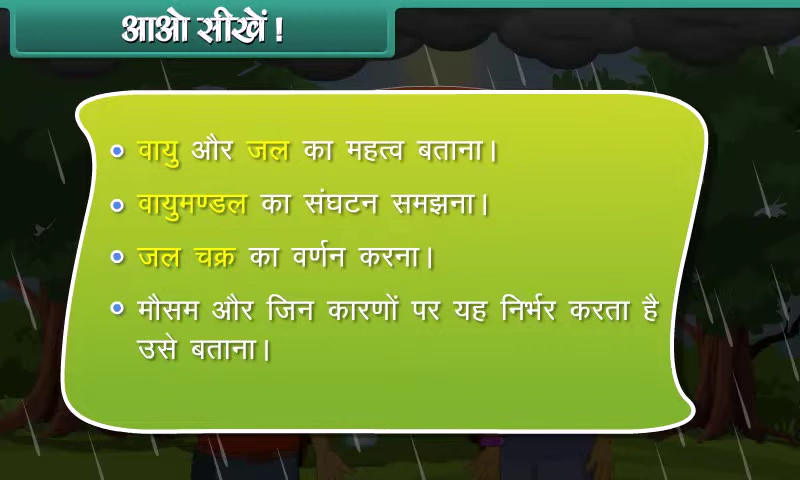 आओ सीखें!
वायु और जल का महत्व बताना।
वायुमण्डल का संघटन समझना।
जल चक्र का वर्णन करना।
मौसम और जिन कारणों पर यह निर्भर करता है
उसे बताना।